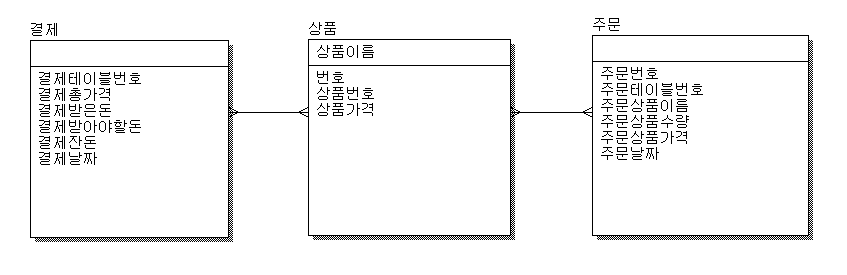 결제
결제테이블번호
결제총가격
결제받은돈
결제받아야할돈
결제잔돈
결제날짜
상품
상품이름
번호
상품번호
상품가격
주문
주문번호
주문테이블번호
주문상품이름
주문상품수량
주문상품가격
주문날짜